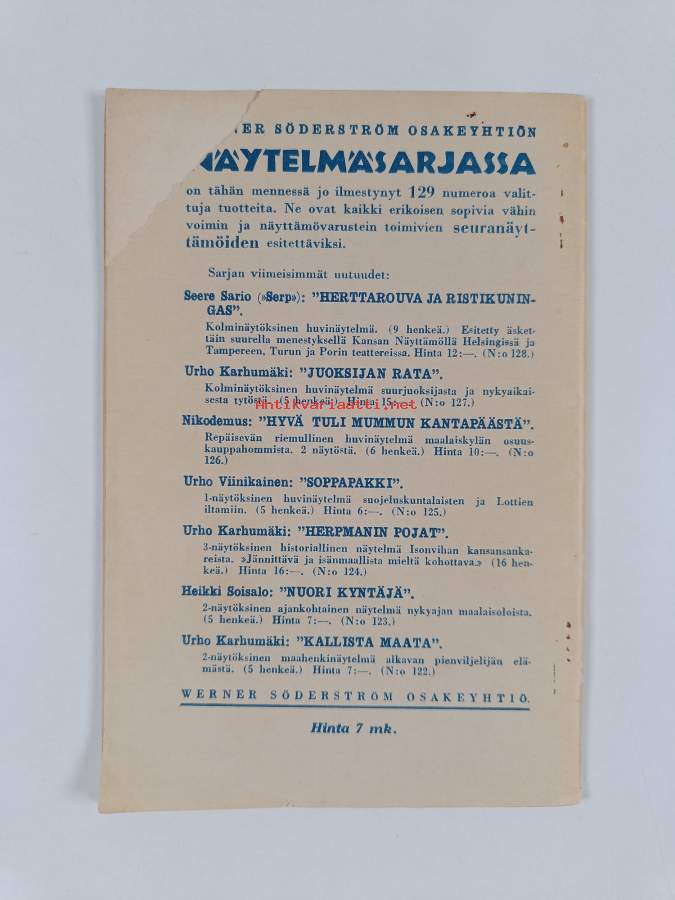 NER SÖDERSTRÖM OSAKEYHTIÖN
NÄYTELMÄSARJASSA
on tähän mennessä jo ilmestynyt 129 numeroa valit-
tuja tuotteita. Ne ovat kaikki erikoisen sopivia vähin
voimin ja näyttämövarustein toimivien seuranäyt-
tämöiden esitettäviksi.
Sarjan viimeisimmät uutuudet:
Seere Sario (»Serp»): "HERTTAROUVA JA RISTIKUNIN-
GAS".
Kolminäytöksinen huvinäytelmä. (9 henkeä.) Esitetty äsket-
täin suurella menestyksellä Kansan Näyttämöllä Helsingissä ja
Tampereen, Turun ja Porin teattereissa. Hinta 12:—. (N:o 128.)
Urho Karhumäki: "JUOKSIJAN RATA".
Kolminäytöksinen huvinäytelmä suurjuoksijasta ja nykyaikai-
sesta tytöstä. (5 henkeä.) Hinta 15:—. (N:o 127.)
Antikvariaatti.net
Nikodemus: "HYVÄ TULI MUMMUN KANTAPÄÄSTÄ".
Repäisevän riemullinen huvinäytelmä maalaiskylän osuus-
kauppahommista. 2 näytöstä. (6 henkeä.) Hinta 10:—. (N:o
126.)
Urho Viinikainen: "SOPPAPAKKI".
1-näytöksinen huvinäytelmä suojeluskuntalaisten ja Lottien
iltamiin. (5 henkeä.) Hinta 6:—. (N:o 125.)
Urho Karhumäki: "HERPMANIN POJAT".
3-näytöksinen historiallinen näytelmä Isonvihan kansansanka-
reista. »Jännittävä ja isänmaallista mieltä kohottava.» (16 hen-
keä.) Hinta 16:—. (N:o 124.)
Heikki Soisalo: "NUORI KYNTÄJÄ".
2-näytöksinen ajankohtainen näytelmä nykyajan maalaisoloista.
(5 henkeä.) Hinta 7:—. (N:o 123.)
Urho Karhumäki: "KALLISTA MAATA".
2-näytöksinen maahenkinäytelmä alkavan pienviljelijän elä-
mästä. (5 henkeä.) Hinta 7:—. (N:o 122.)
WERNER SÖDERSTRÖM OSAKEYHTIÖ.
Hinta 7 mk.